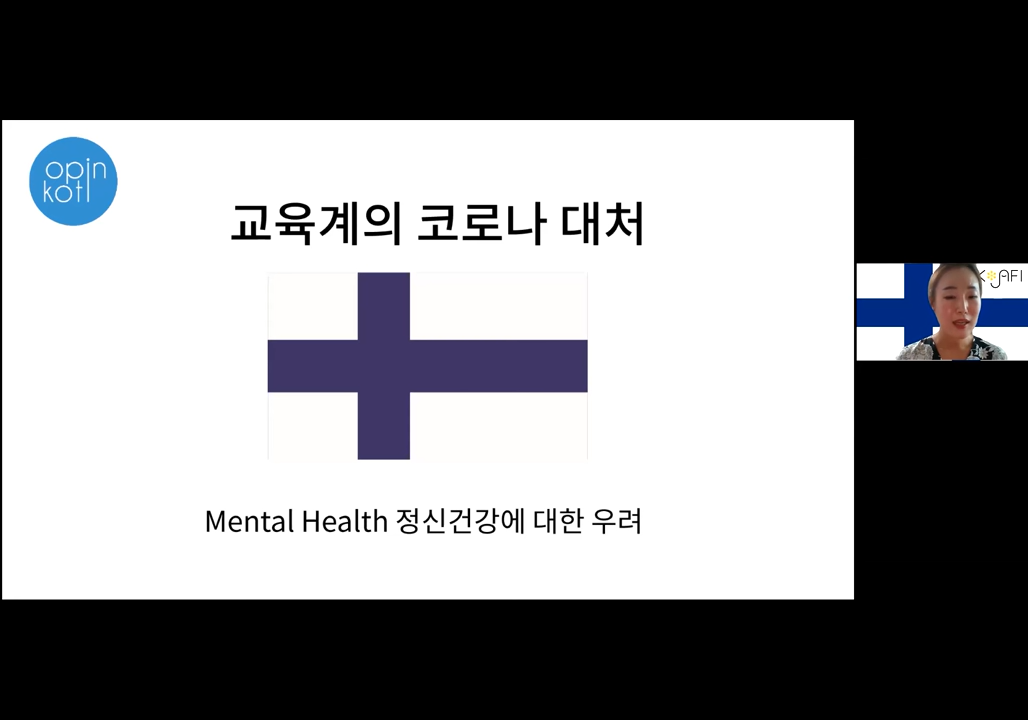 opin
koti
교육계의 코로나 대처
Mental Health 정신건강에 대한 우려
KOJAFI